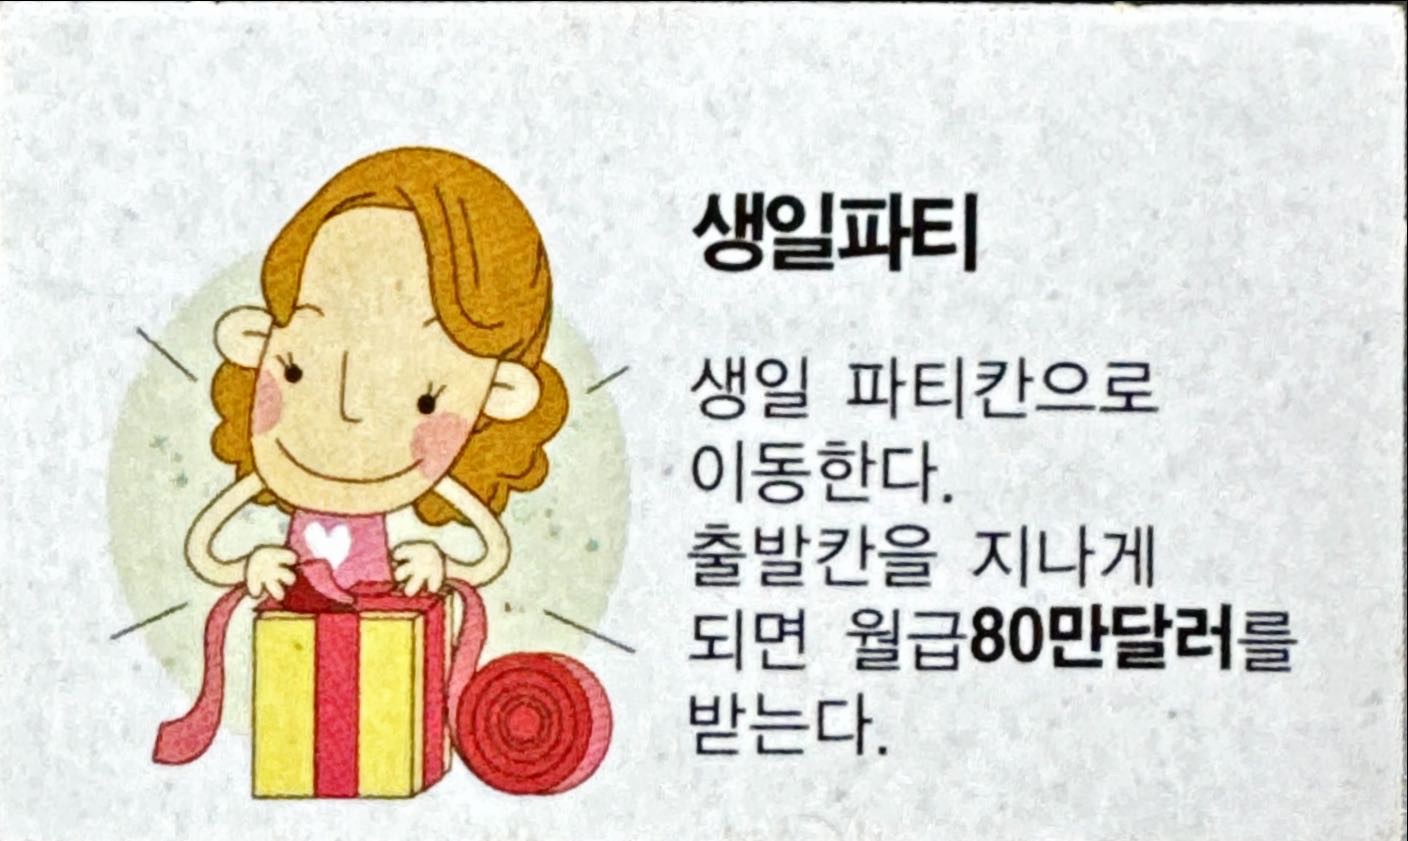 생일파티
생일 파티칸으로
이동한다.
출발칸을 지나게
되면 월급80만달러를
받는다.